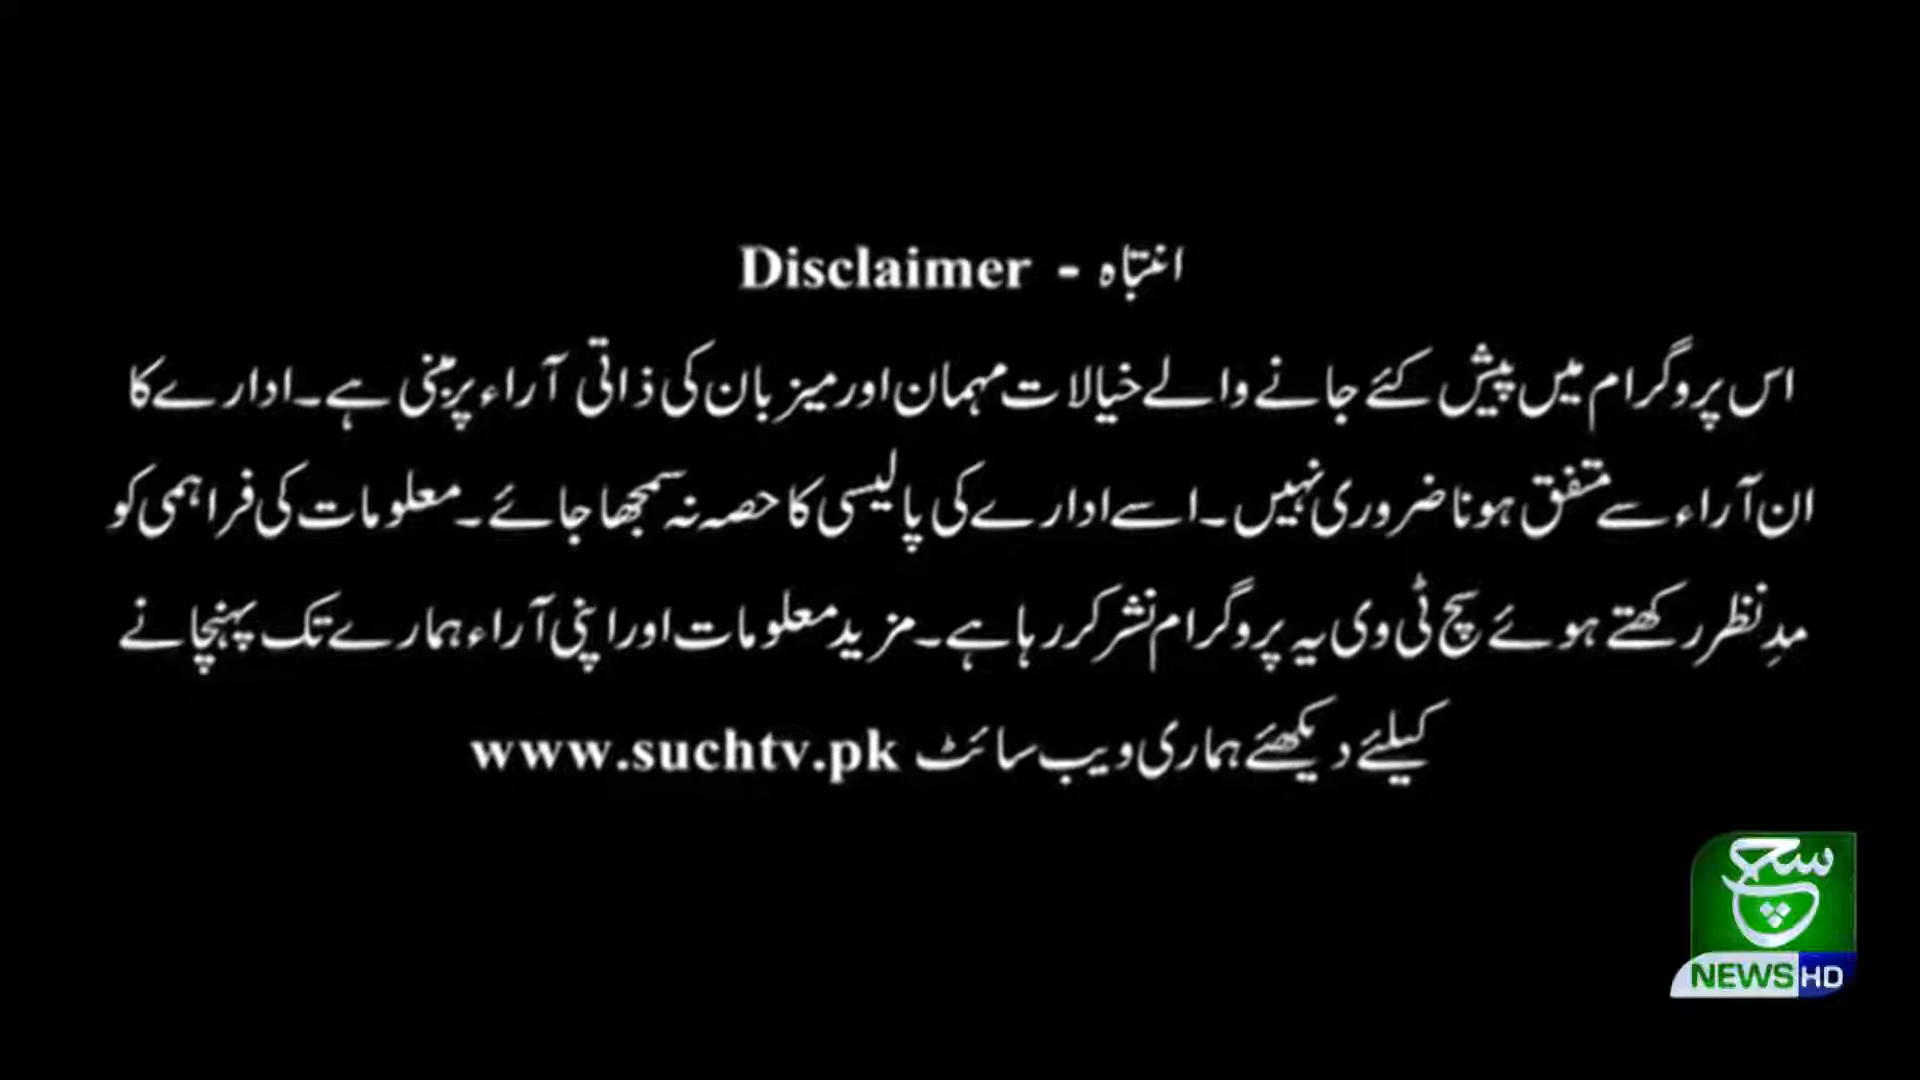 انتباہ - Disclaimer
اس پروگرام میں پیش کئے جانے والے خیالات مہمان اور میزبان کی ذاتی آراء پر مبنی ہے۔ ادارے کا
ان آراء سے متفق ہونا ضروری نہیں۔ اسے ادارے کی پالیسی کا حصہ نہ سمجھا جائے۔ معلومات کی فراہمی کو
مدِ نظر رکھتے ہوئے سچ ٹی وی یہ پروگرام نشر کر رہا ہے۔ مزید معلومات اور اپنی آراء ہمارے تک پہنچانے
کیلئے دیکھئے ہماری ویب سائٹ www.suchtv.pk
سچ
NEWS HD